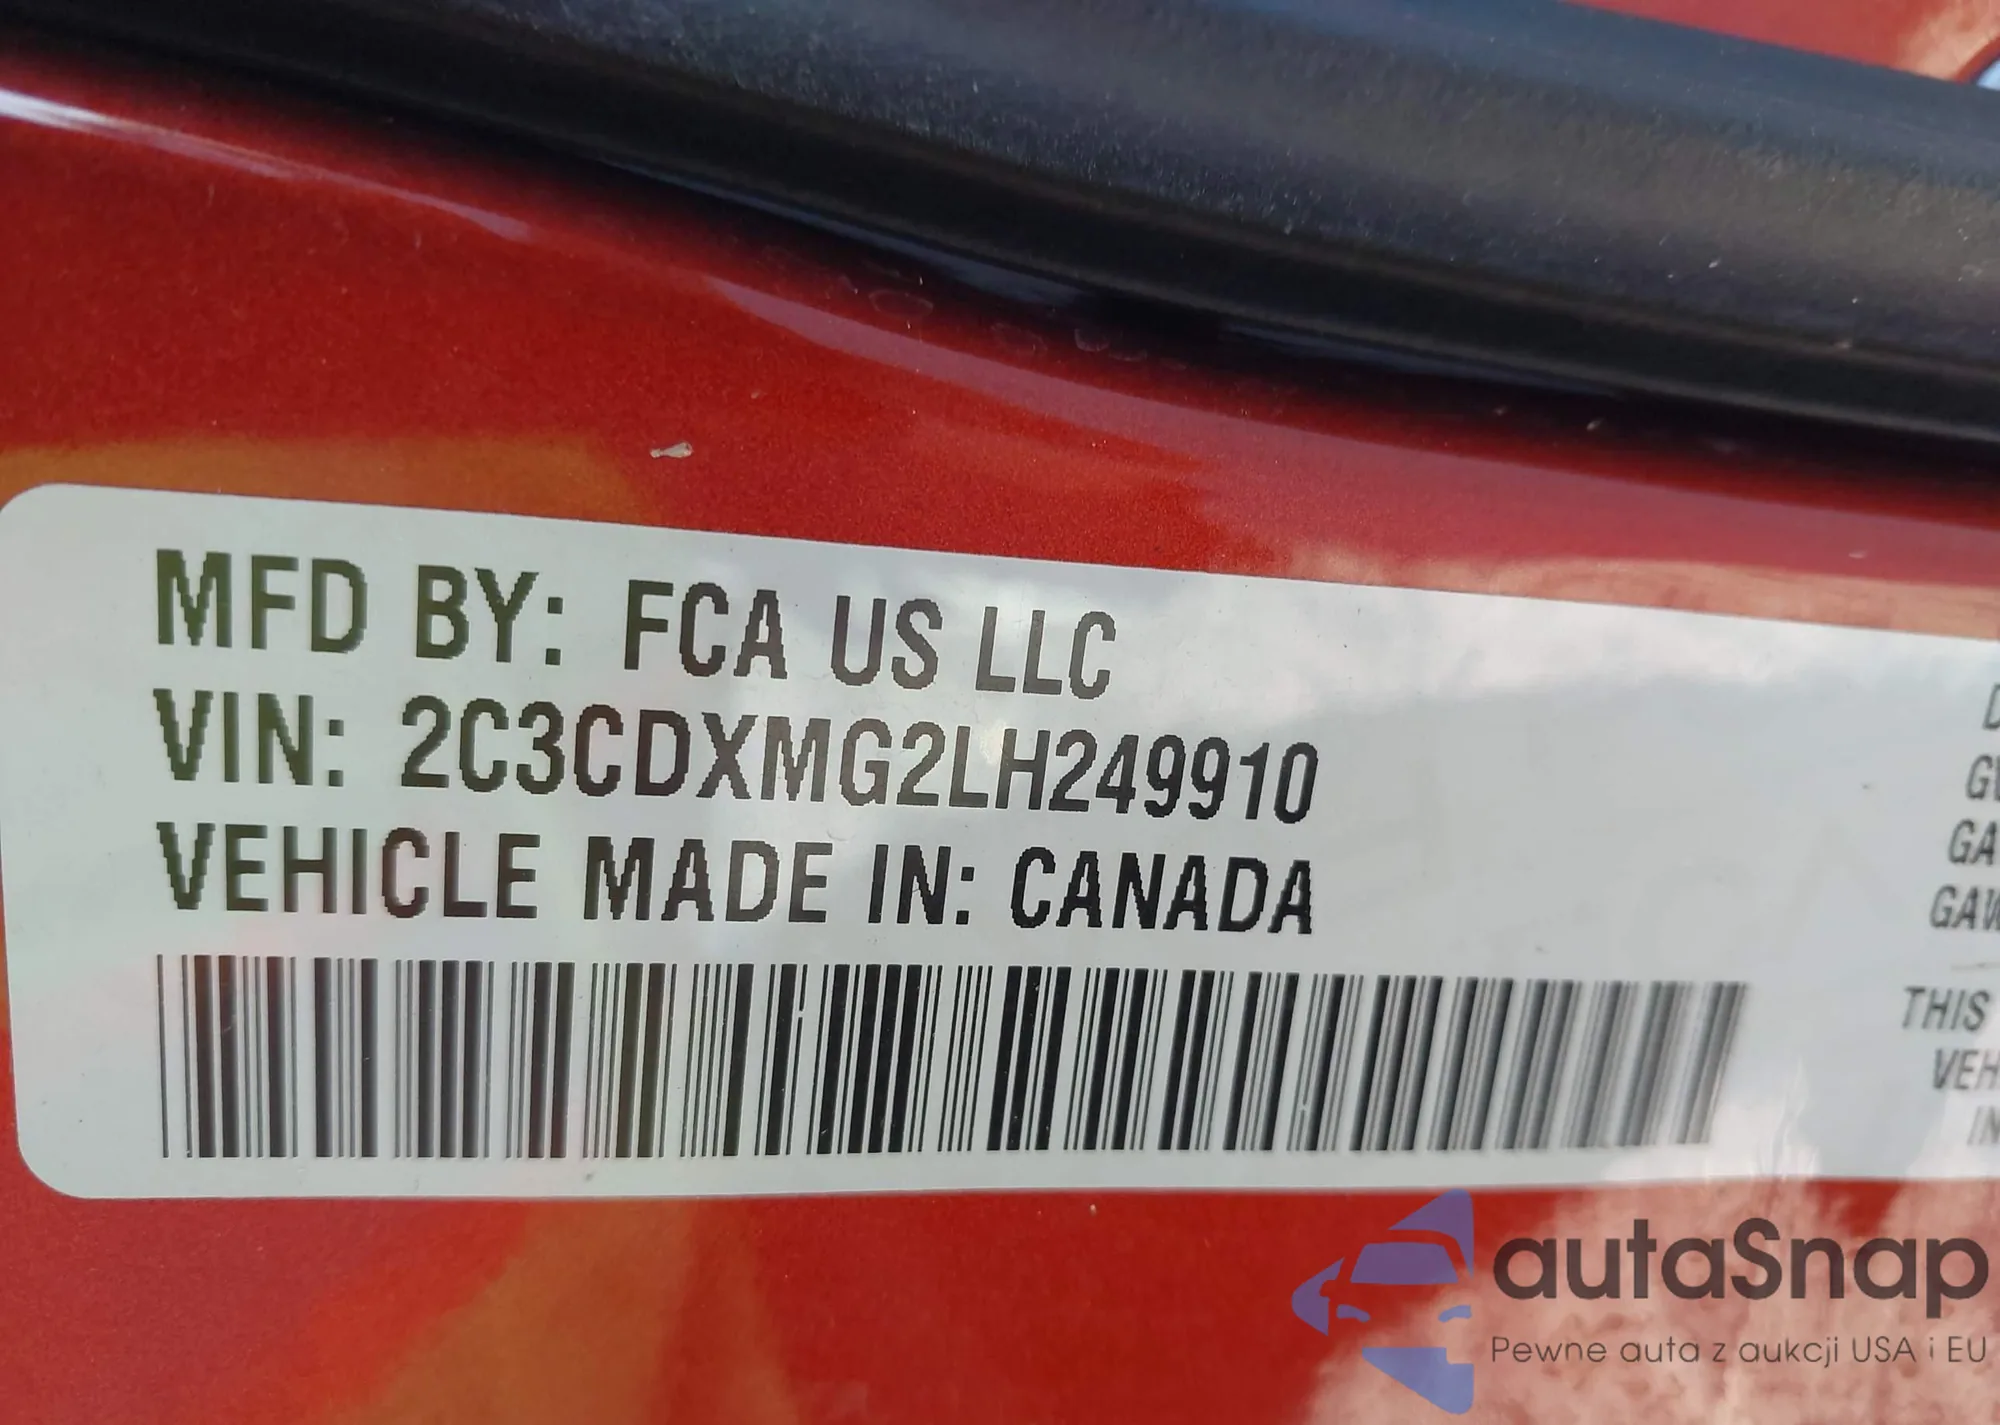 MFD BY: FCA US LLC
VIN: 2C3CDXMG2LH249910
VEHICLE MADE IN: CANADA
THIS
autaSnap
Pewne auta z aukcji USA i EU